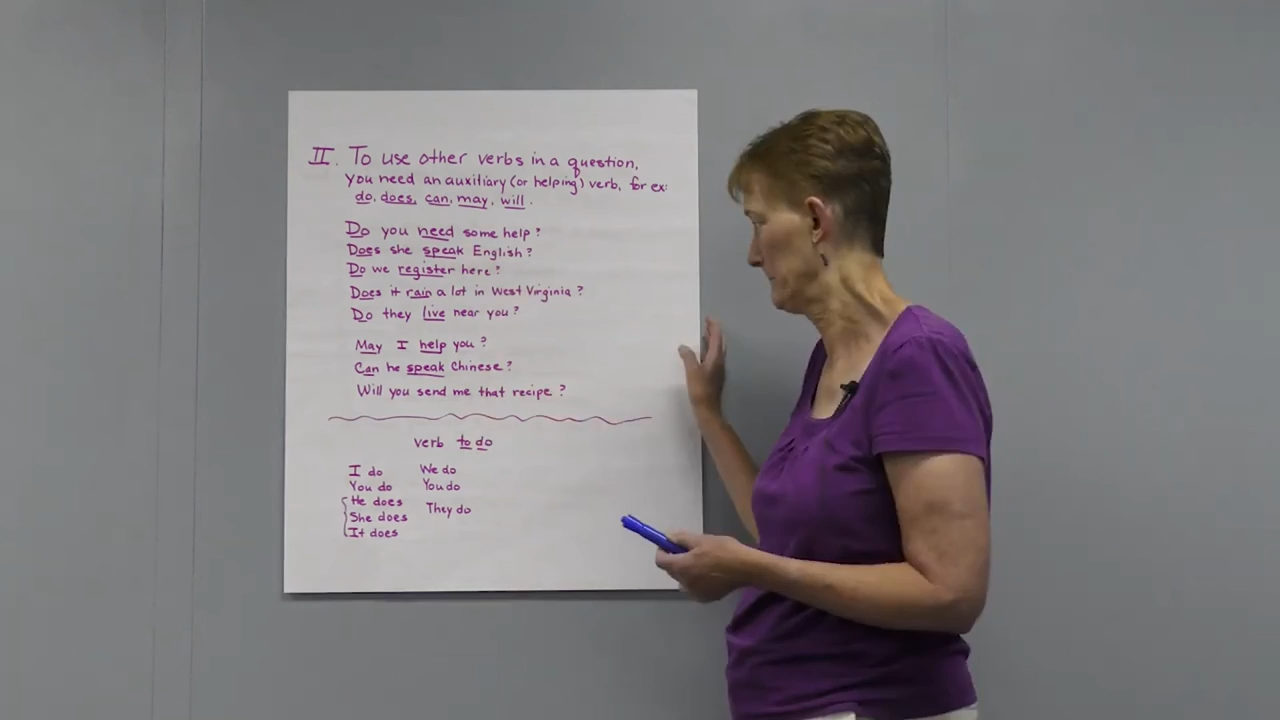 II. To use other verbs in a question,
you need an auxiliary (or helping) verb, for ex:
do, does, can, may, will.
Do you need some help?
Does she speak English?
Do we register here?
Does it rain a lot in West Virginia?
Do they live near you?
May I help you?
Can he speak Chinese?
Will you send me that recipe?
verb to do
I do We do
You do You do
He does
They do
She does
It does